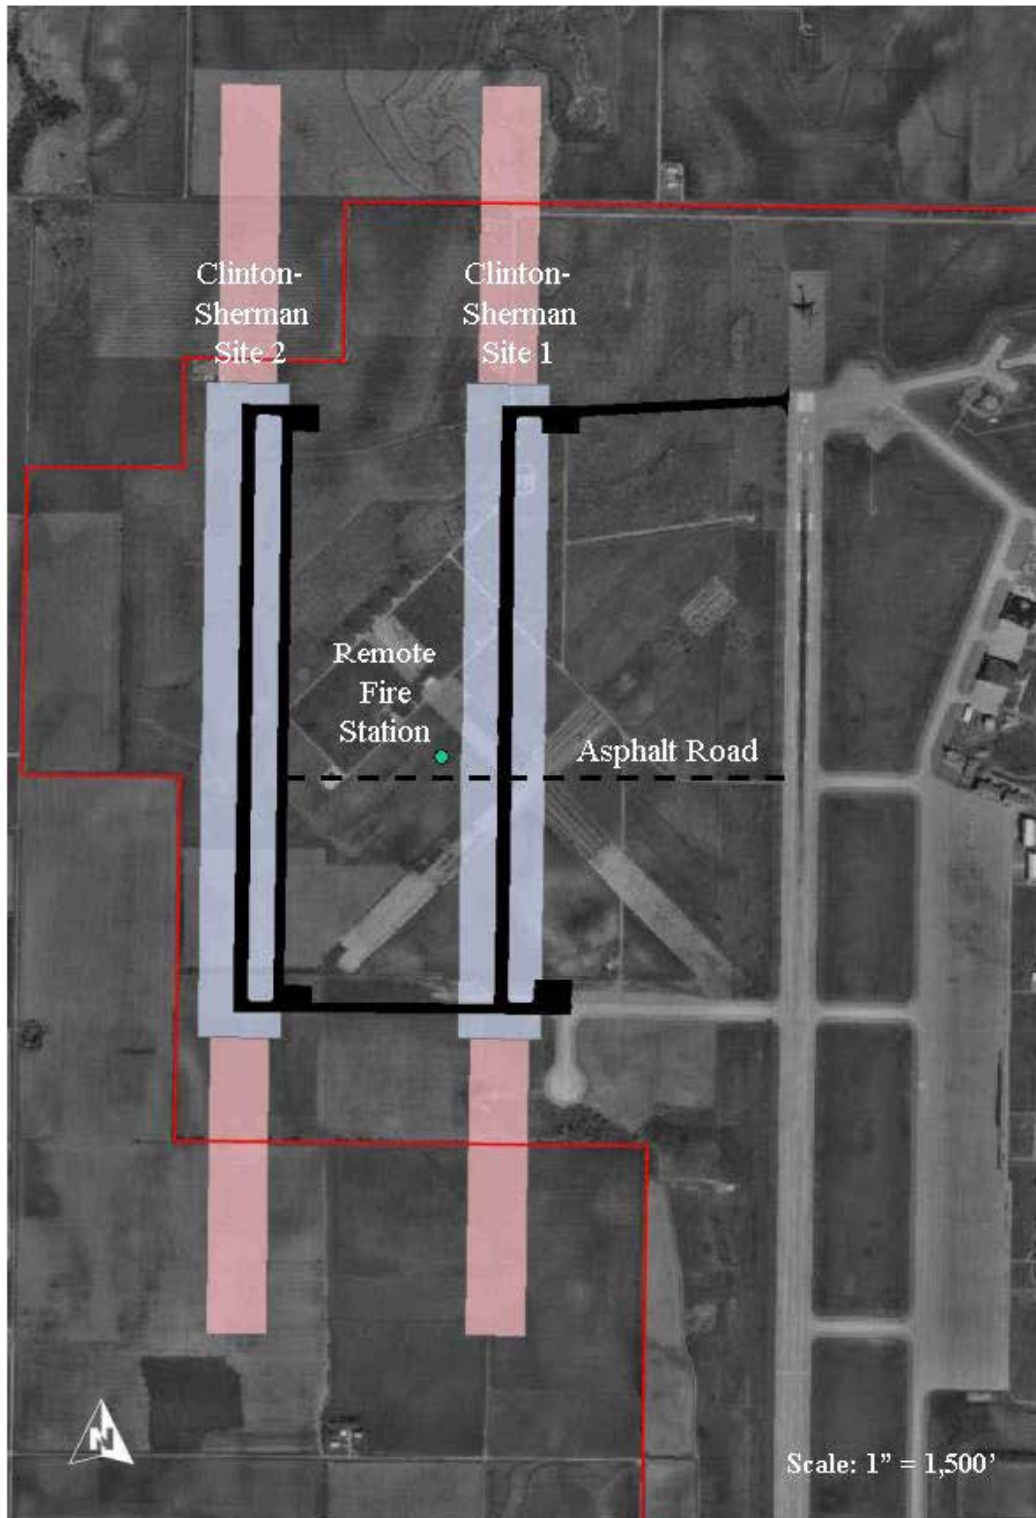 Clinton-
Sherman
Site 2
Clinton-
Sherman
Site 1
Remote
Fire
Station
Asphalt Road
N
Scale: 1” = 1,500’